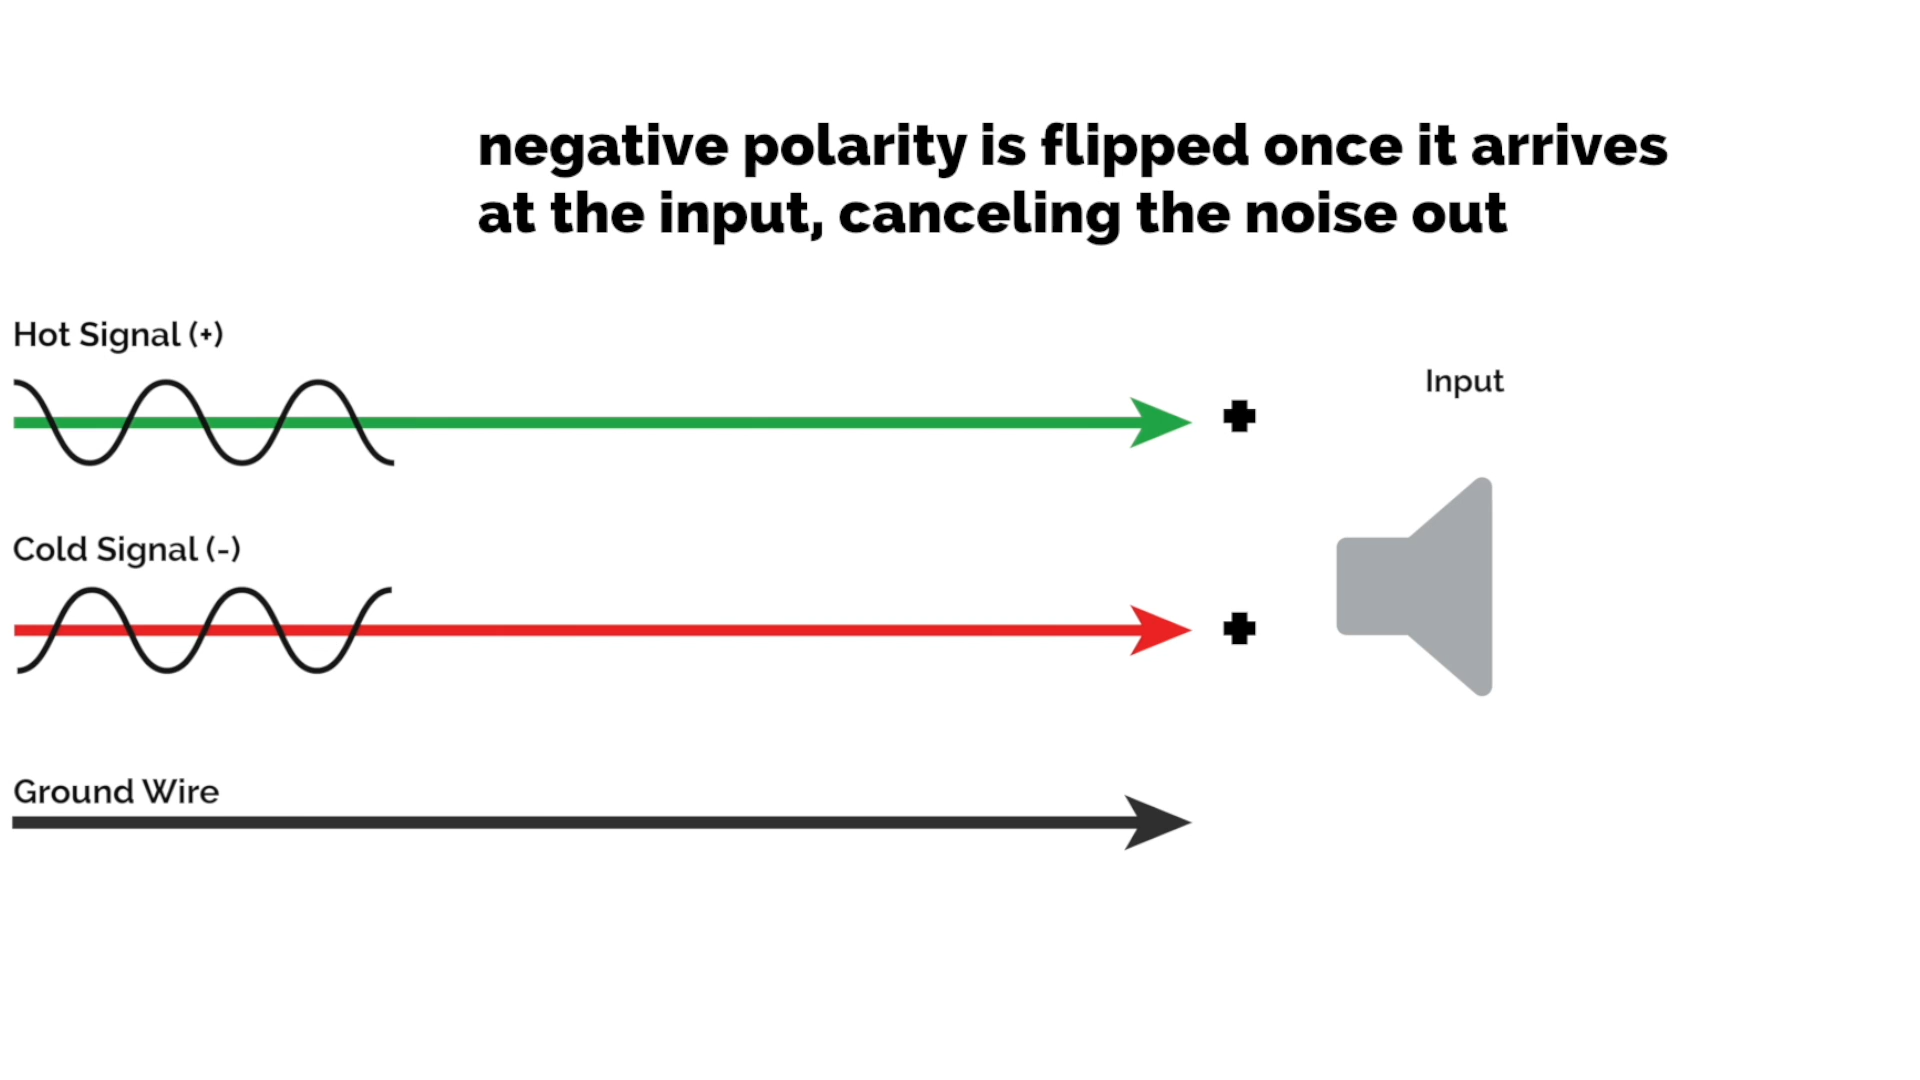 negative polarity is flipped once it arrives
at the input, canceling the noise out
Hot Signal (+)
Input
Cold Signal (-)
Ground Wire